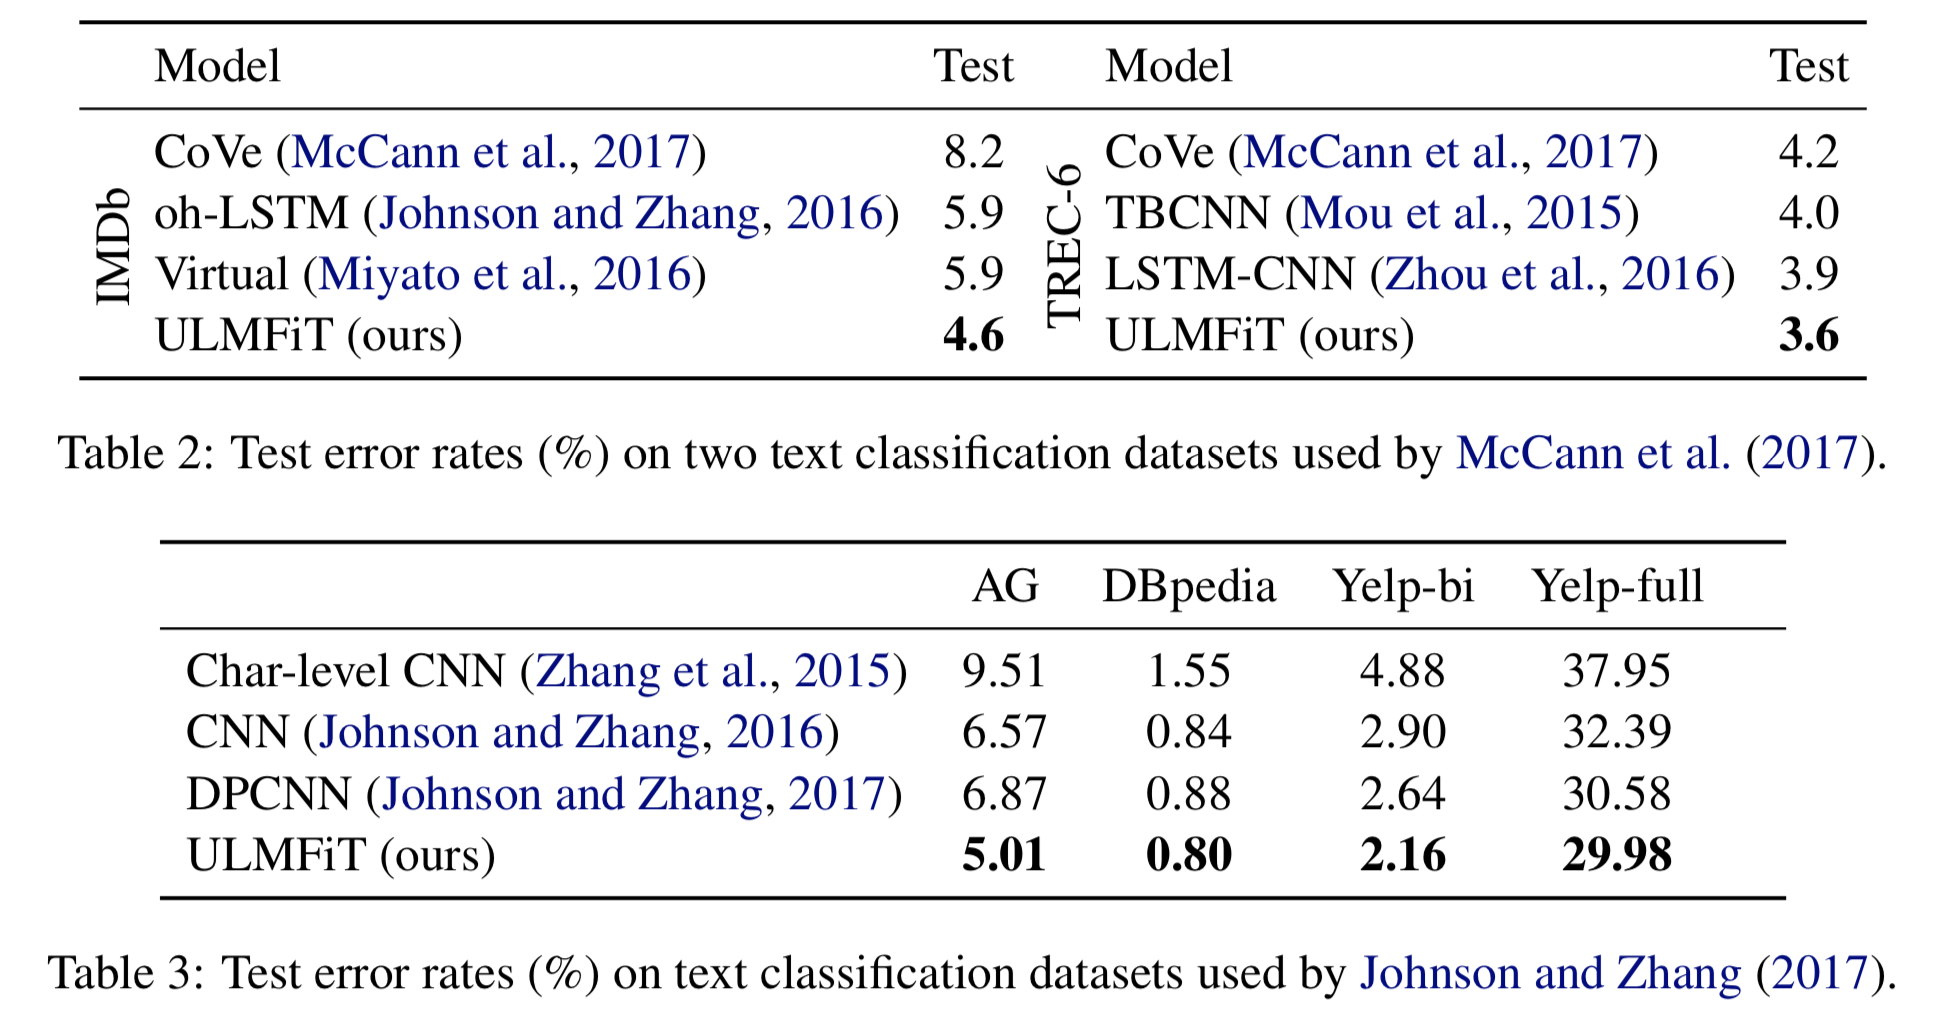 Model Test Model Test
IMDb
CoVe (McCann et al., 2017) 8.2
oh-LSTM (Johnson and Zhang, 2016) 5.9
Virtual (Miyato et al., 2016) 5.9
ULMFiT (ours) 4.6
TREC-6
CoVe (McCann et al., 2017) 4.2
TBCNN (Mou et al., 2015) 4.0
LSTM-CNN (Zhou et al., 2016) 3.9
ULMFiT (ours) 3.6
Table 2: Test error rates (%) on two text classification datasets used by McCann et al. (2017).
AG DBpedia Yelp-bi Yelp-full
Char-level CNN (Zhang et al., 2015) 9.51 1.55 4.88 37.95
CNN (Johnson and Zhang, 2016) 6.57 0.84 2.90 32.39
DPCNN (Johnson and Zhang, 2017) 6.87 0.88 2.64 30.58
ULMFiT (ours) 5.01 0.80 2.16 29.98
Table 3: Test error rates (%) on text classification datasets used by Johnson and Zhang (2017).